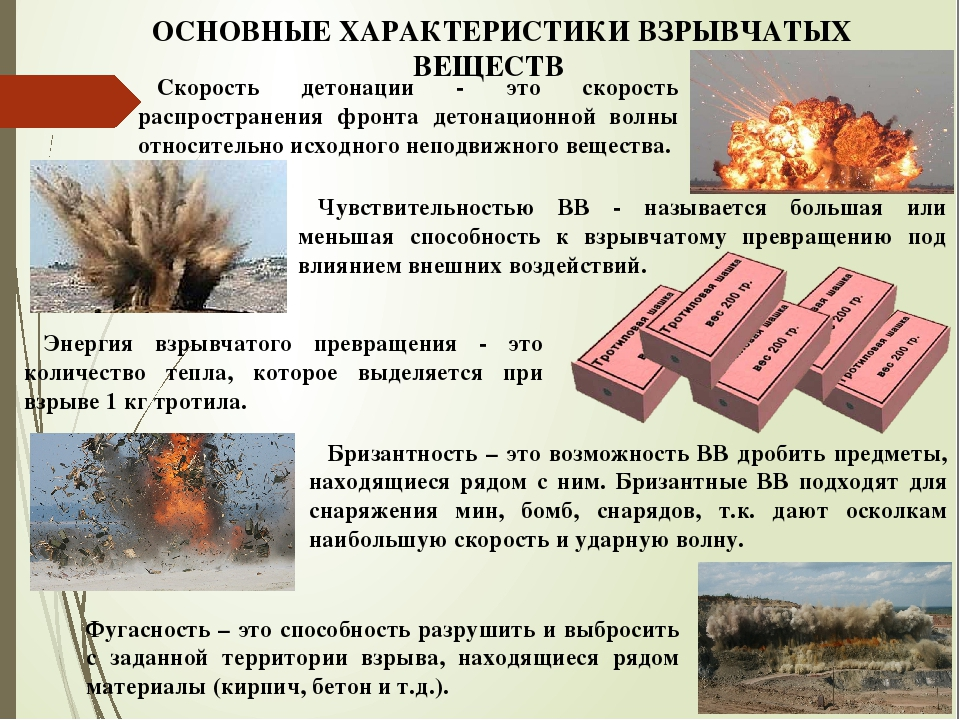 ОСНОВНЫЕ ХАРАКТЕРИСТИКИ ВЗРЫВЧАТЫХ
ВЕЩЕСТВ
Скорость детонации - это скорость
распространения фронта детонационной волны
относительно исходного неподвижного вещества.
Чувствительностью ВВ - называется большая или
меньшая способность к взрывчатому превращению под
влиянием внешних воздействий.
Тротиловая шашка
ве
Тротиловая шашка
вес 200 гр.
вес 200 гр.
шашка
вес 200 гр.
Тротиловая шашка
вес 200 гр.
Энергия взрывчатого превращения - это
количество тепла, которое выделяется при
взрыве 1 кг тротила.
Бризантность – это возможность ВВ дробить предметы,
находящиеся рядом с ним. Бризантные ВВ подходят для
снаряжения мин, бомб, снарядов, т.к. дают осколкам
наибольшую скорость и ударную волну.
Фугасность – это способность разрушить и выбросить
с заданной территории взрыва, находящиеся рядом
материалы (кирпич, бетон и т.д.).